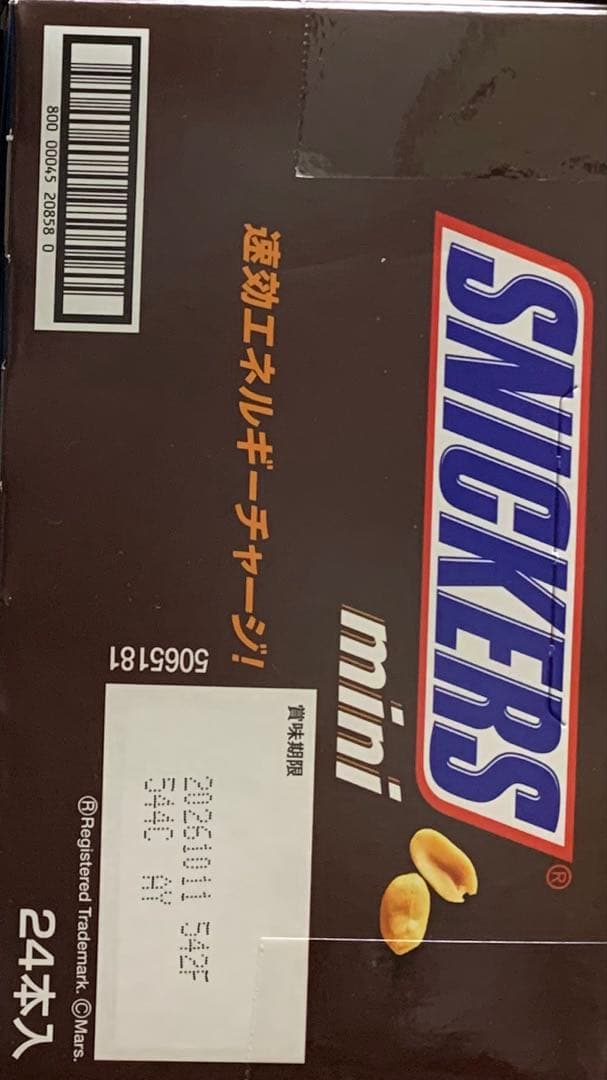 SNICKERS®
mini
速効エネルギーチャージ!
賞味期限
20261011 542F
544C AY
5065181
®Registered Trademark. ©Mars.
24本入
800 00045 20858 0